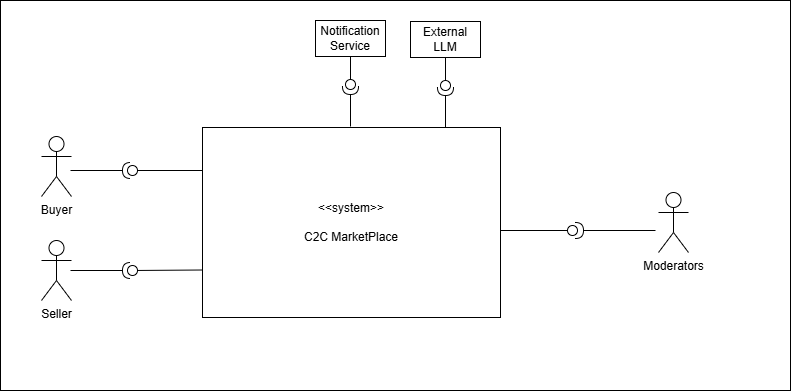 Notification
Service
External
LLM
Buyer
<<system>>
C2C MarketPlace
Moderators
Seller